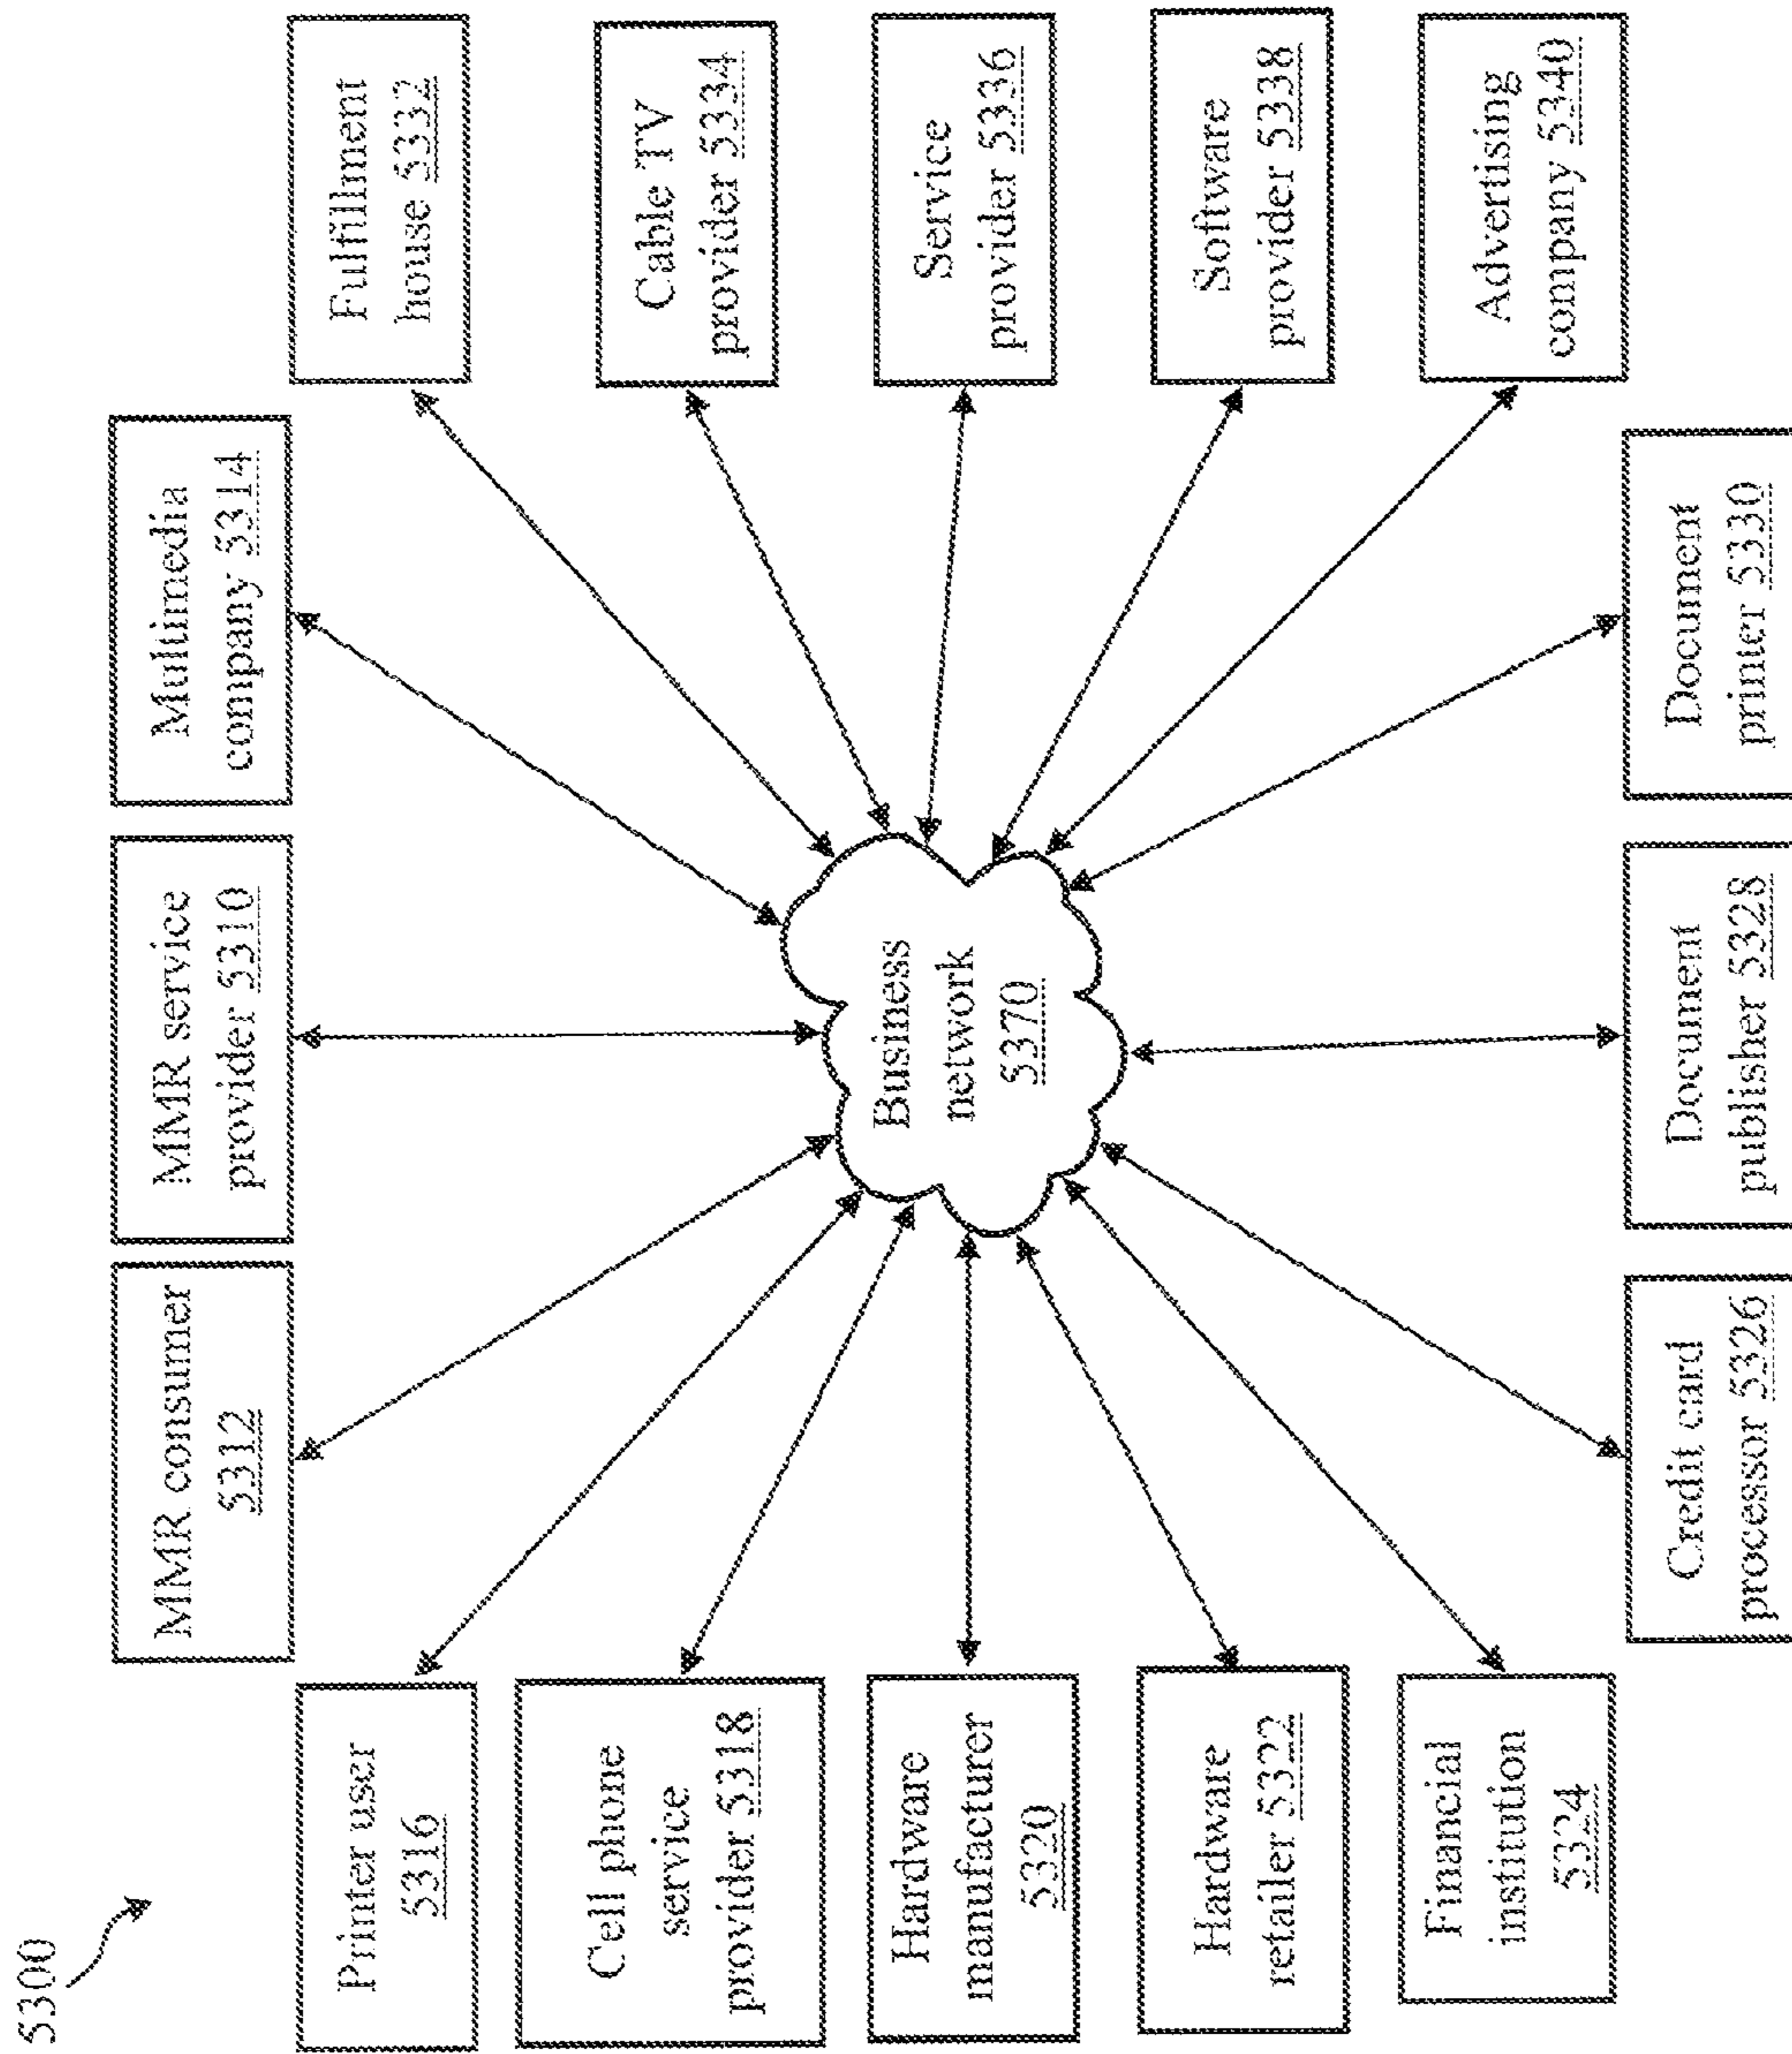 5300
MMR consumer
5312
MMR service
provider 5310
Multimedia
company 5314
Printer user
5316
Fulfillment
house 5332
Cell phone
service
provider 5318
Cable TV
provider 5334
Hardware
manufacturer
5320
Business
network
5370
Service
provider 5336
Hardware
retailer 5322
Software
provider 5338
Financial
institution
5324
Advertising
company 5340
Credit card
processor 5326
Document
publisher 5328
Document
printer 5330